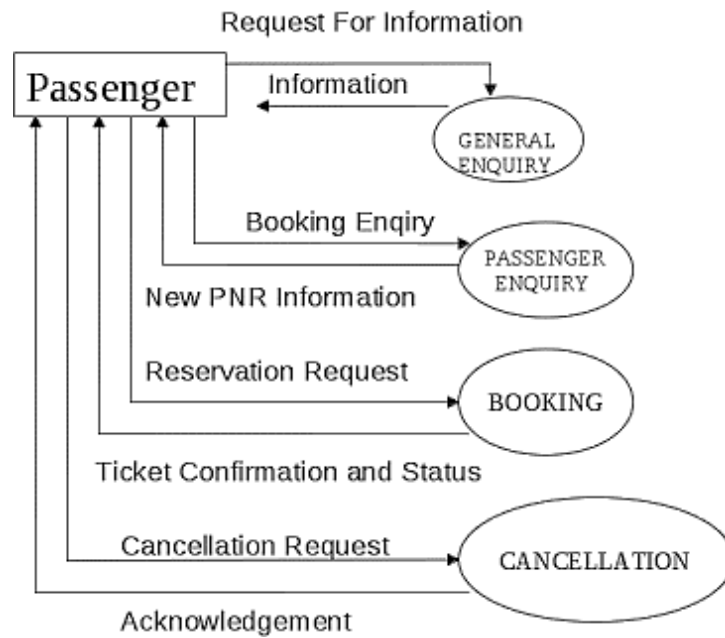 Request For Information
Passenger
Information
GENERAL
ENQUIRY
Booking Enqiry
PASSENGER
ENQUIRY
New PNR Information
Reservation Request
BOOKING
Ticket Confirmation and Status
Cancellation Request
CANCELLATION
Acknowledgement